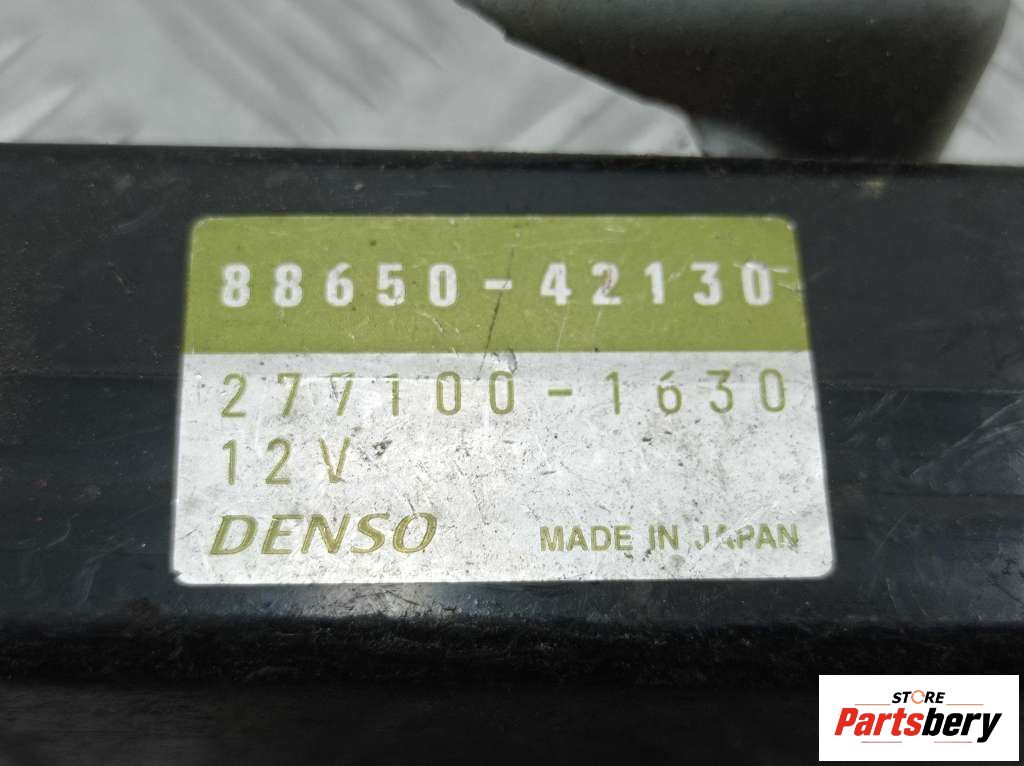 88650-42130
277100-1630
12V
DENSO MADE IN JAPAN
STORE
Partsbery